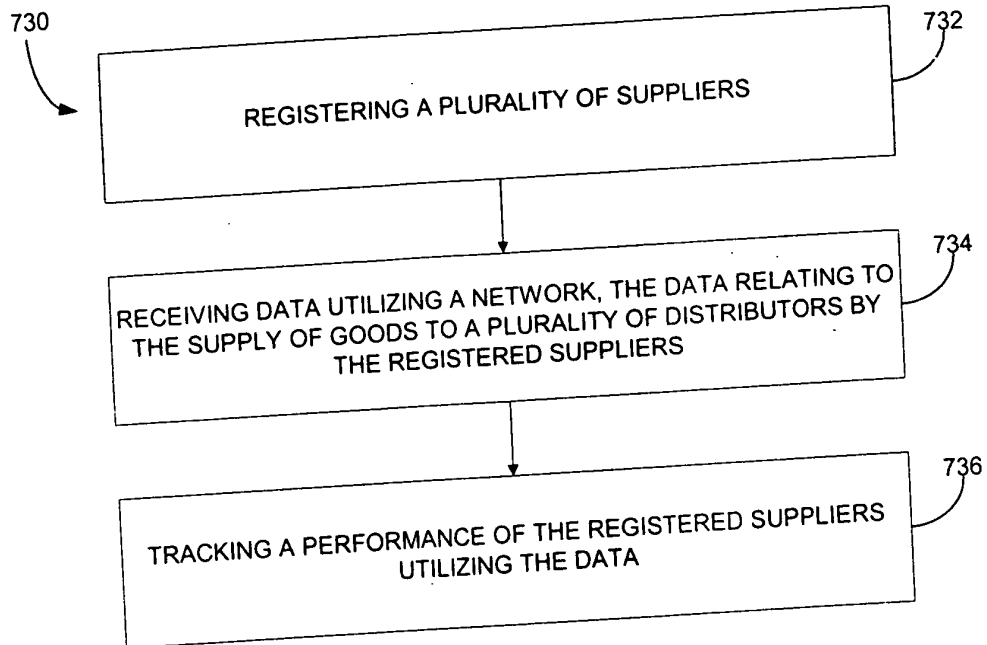 730
732
REGISTERING A PLURALITY OF SUPPLIERS
734
RECEIVING DATA UTILIZING A NETWORK, THE DATA RELATING TO
THE SUPPLY OF GOODS TO A PLURALITY OF DISTRIBUTORS BY
THE REGISTERED SUPPLIERS
736
TRACKING A PERFORMANCE OF THE REGISTERED SUPPLIERS
UTILIZING THE DATA